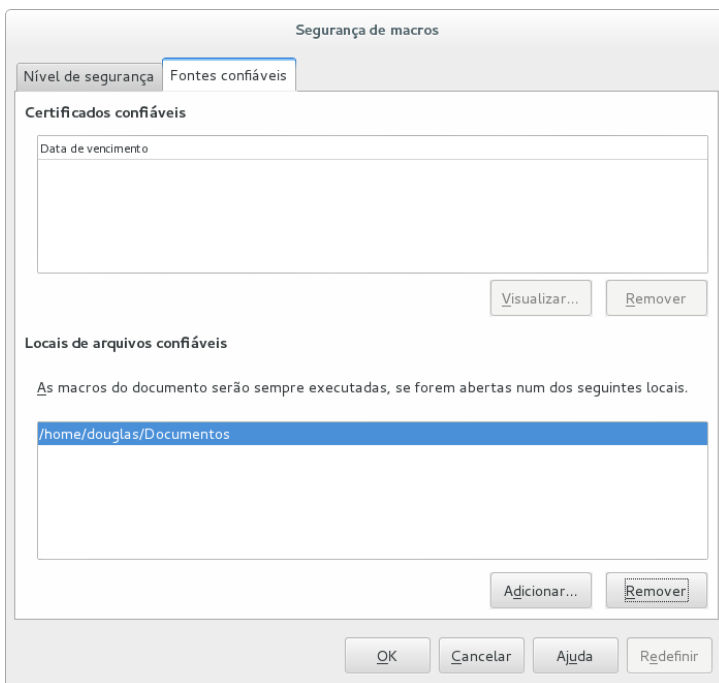 Segurança de macros
Nível de segurança
Fontes confiáveis
Certificados confiáveis
Data de vencimento
Visualizar...
Remover
Locais de arquivos confiáveis
As macros do documento serão sempre executadas, se forem abertas num dos seguintes locais.
/home/douglas/Documentos
Adicionar...
Remover
OK
Cancelar
Ajuda
Redefinir